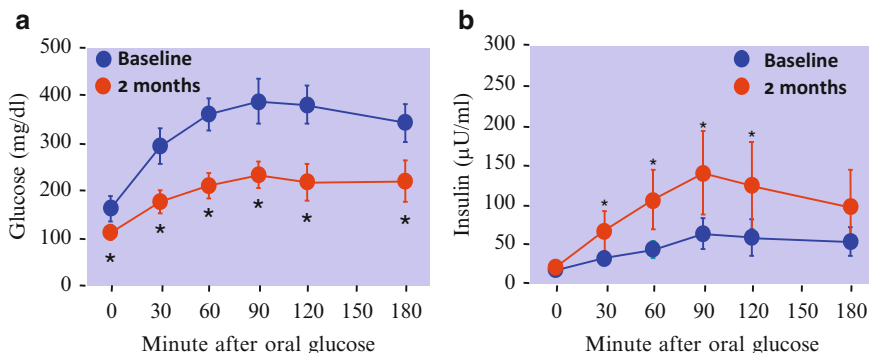 a
500
400
300
200
100
0
Glucose (mg/dl)
Baseline
2 months
*
*
*
*
*
*
0 30 60 90 120 150 180
Minute after oral glucose
b
300
250
200
150
100
50
0
Insulin (µU/ml)
Baseline
2 months
*
*
*
*
0 30 60 90 120 150 180
Minute after oral glucose